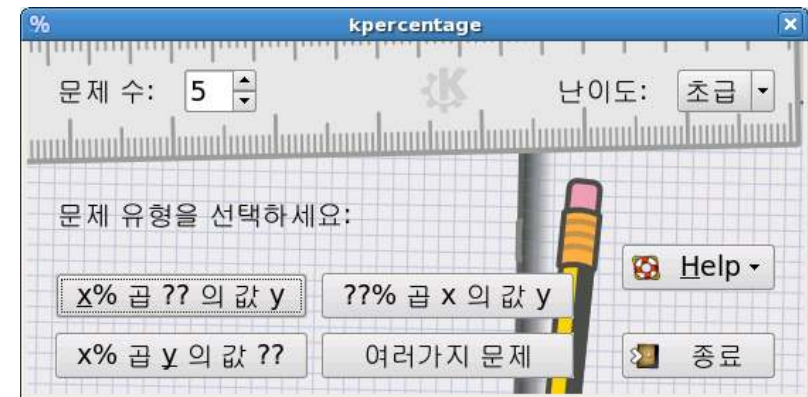 % kpercentage
문제 수: 5 난이도: 초급
문제 유형을 선택하세요:
Help
x% 곱 ?? 의 값 y ??% 곱 x 의 값 y
x% 곱 y 의 값 ?? 여러가지 문제 종료